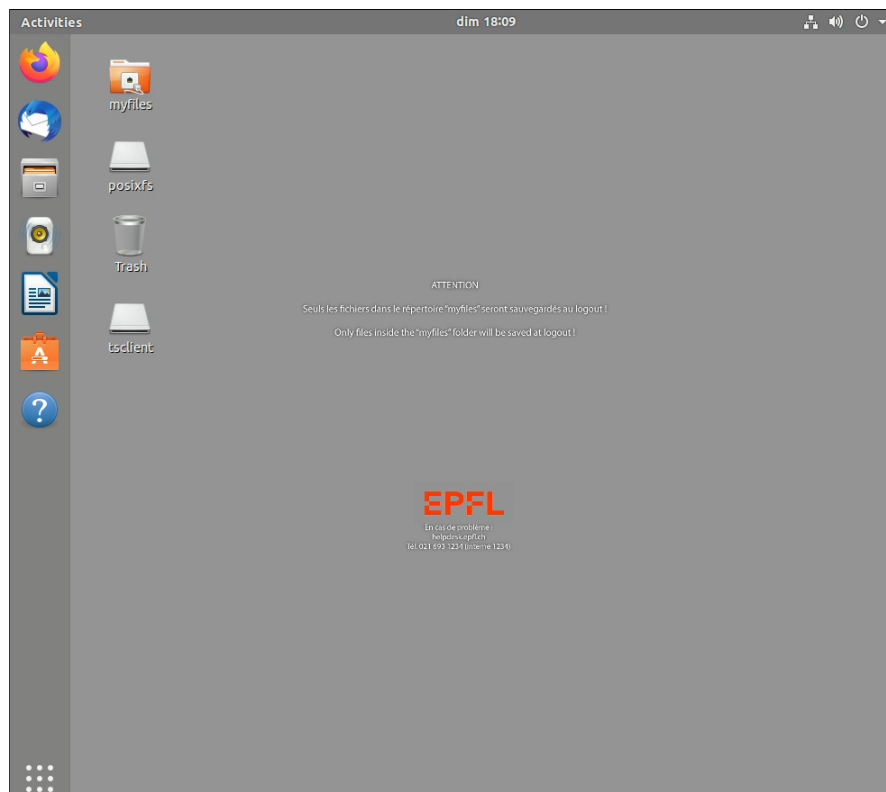 Activities
dim 18:09
myfiles
posixfs
Trash
tsclient
ATTENTION
Seuls les fichiers dans le répertoire "myfiles" seront sauvegardés au logout !
Only files inside the "myfiles" folder will be saved at logout !
EPFL
En cas de problème :
helpdesk.epfl.ch
Tél. 021 693 1234 (interne 1234)